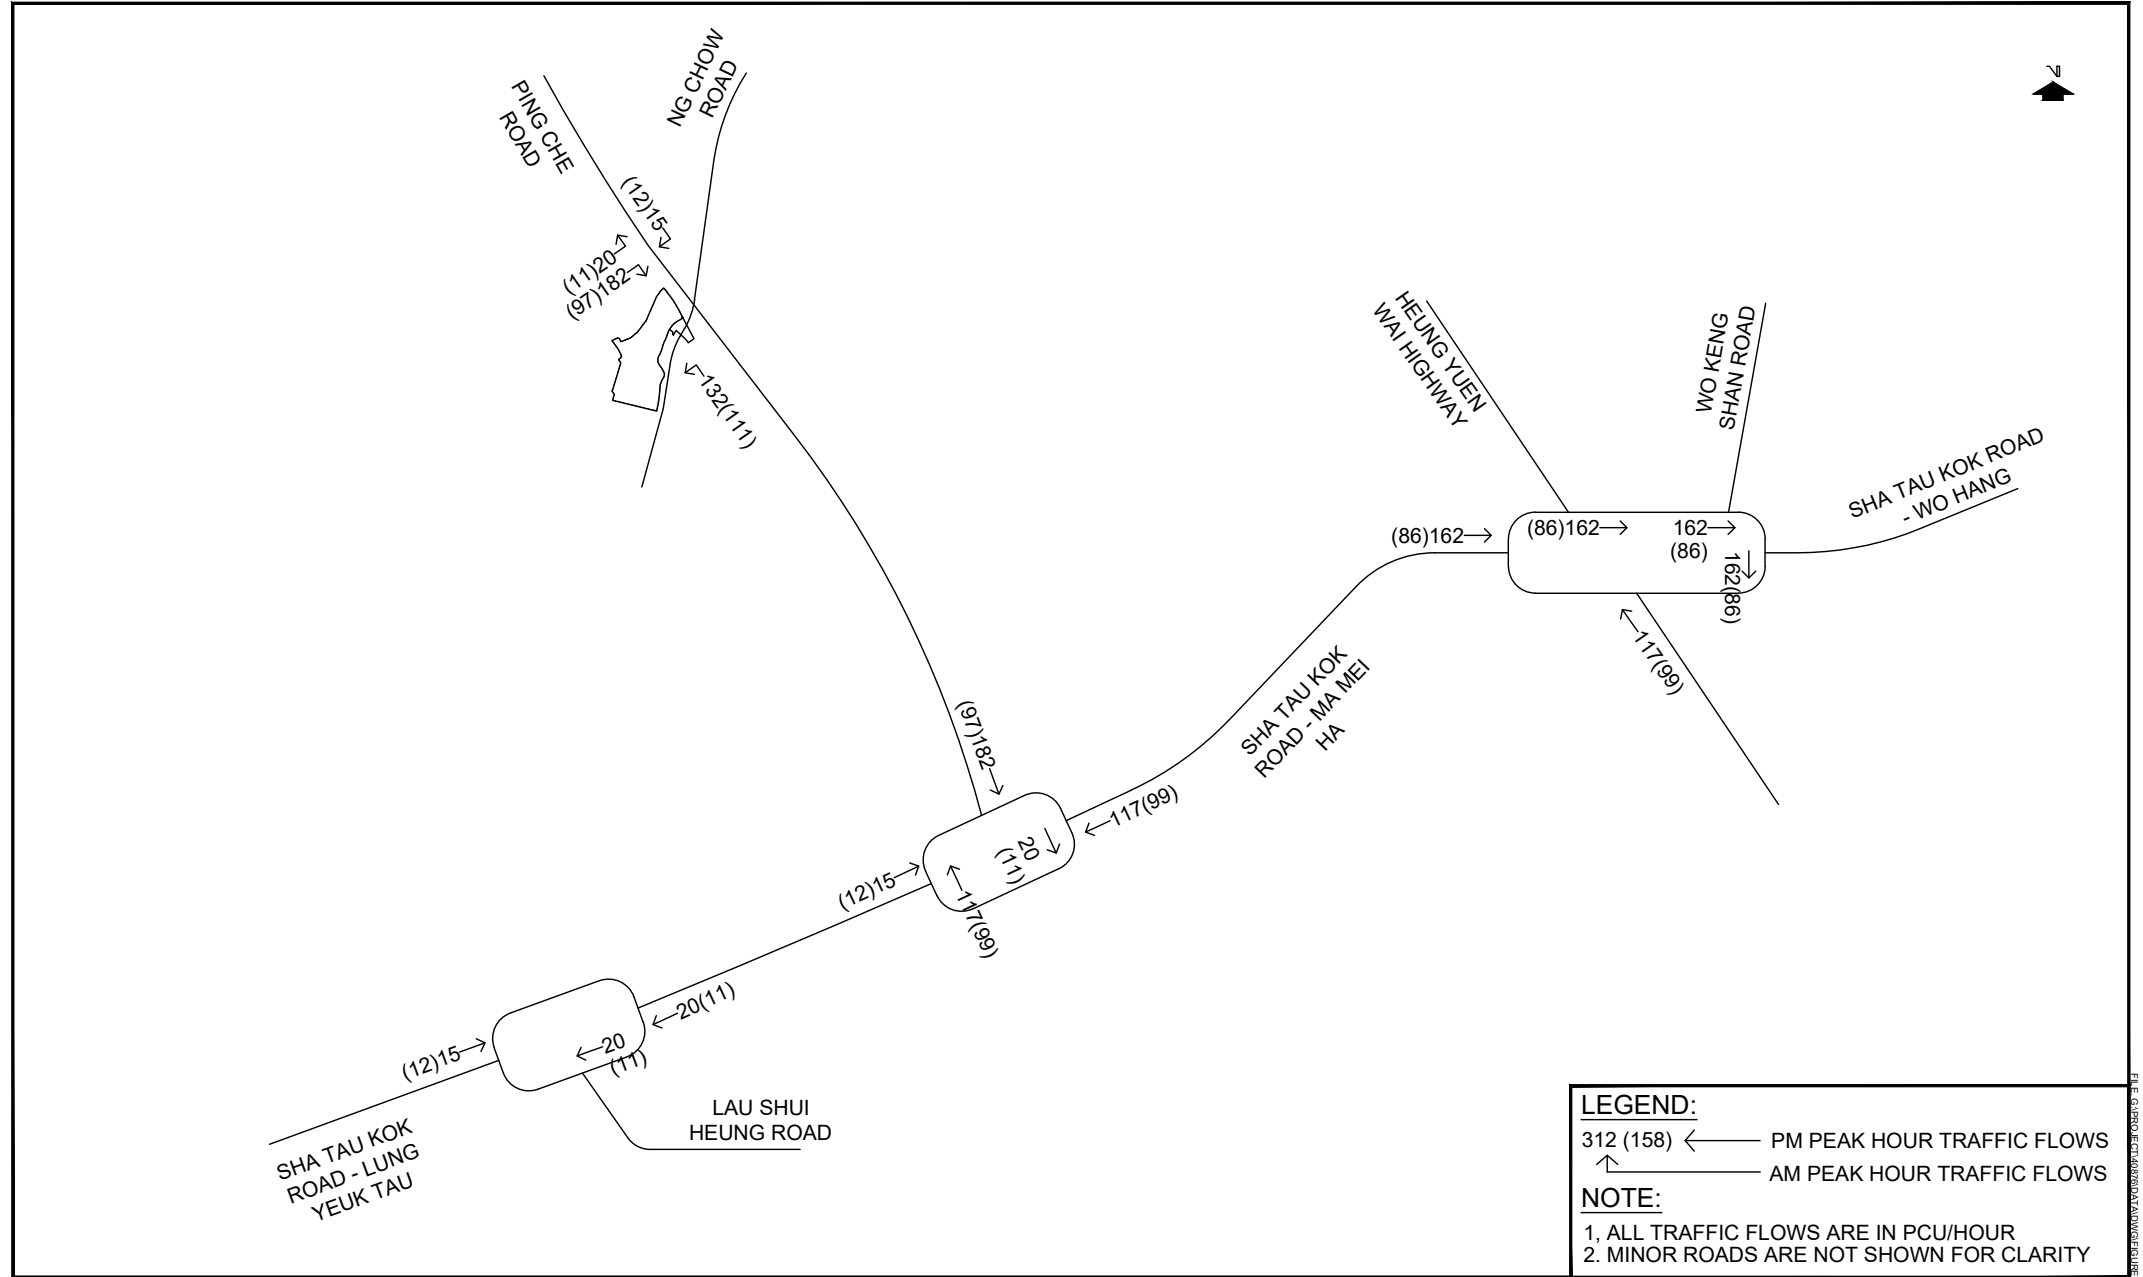 NG CHOW
ROAD
PING CHE
ROAD
N
(12)15
(11)20
(97)182
132(111)
HEUNG YUEN
WAI HIGHWAY
WO KENG
SHAN ROAD
SHA TAU KOK ROAD
- WO HANG
(86)162
(86)162
162
(86)
162(86)
117(99)
SHA TAU KOK
ROAD - MA MEI
HA
(97)182
117(99)
20
(11)
(12)15
117(99)
20(11)
20
(11)
(12)15
LAU SHUI
HEUNG ROAD
SHA TAU KOK
ROAD - LUNG
YEUK TAU
LEGEND:
312 (158)
PM PEAK HOUR TRAFFIC FLOWS
AM PEAK HOUR TRAFFIC FLOWS
NOTE:
1, ALL TRAFFIC FLOWS ARE IN PCU/HOUR
2. MINOR ROADS ARE NOT SHOWN FOR CLARITY